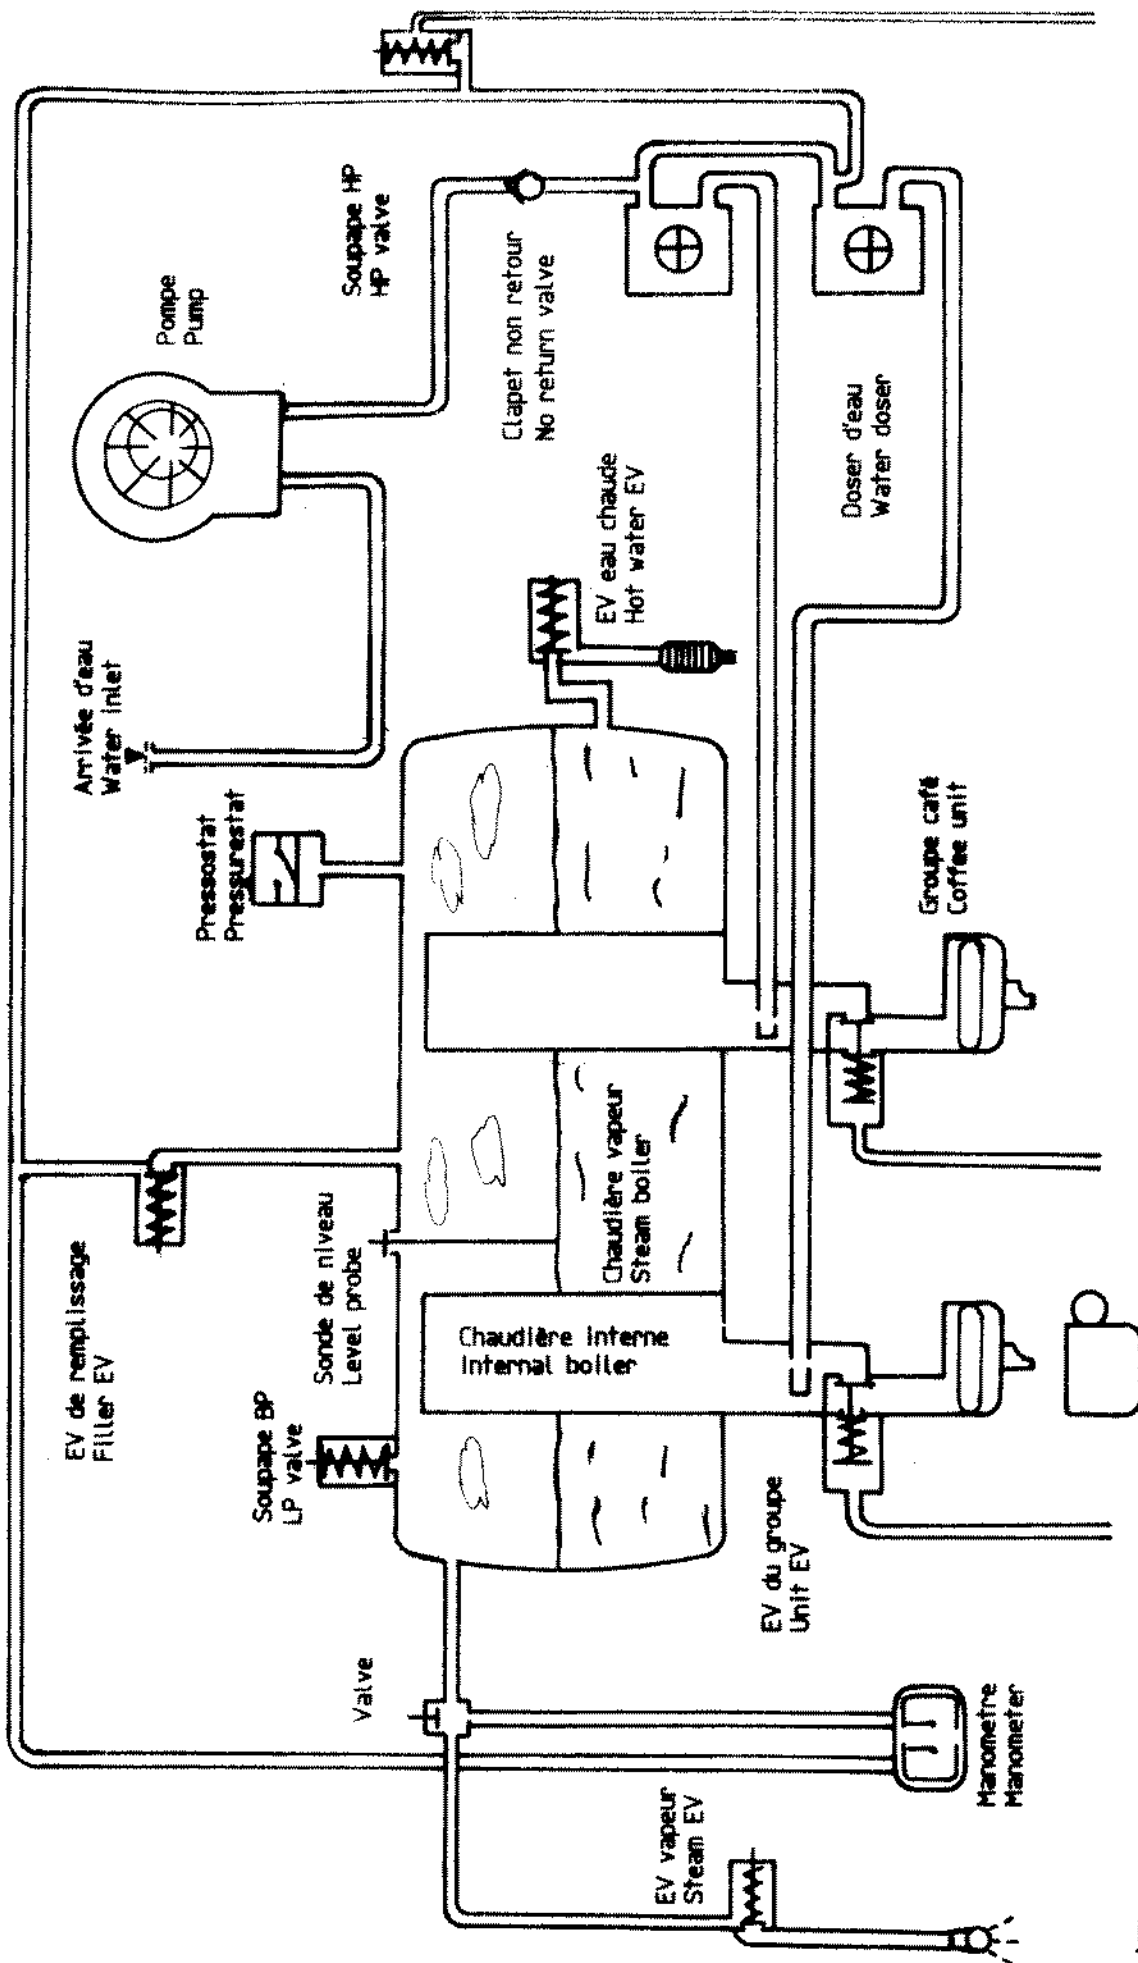 Soupape HP
HP valve
Pompe
Pump
Clapet non retour
No return valve
Doser d'eau
Water doser
EV eau chaude
Hot water EV
Arrivée d'eau
Water inlet
Pressostat
Pressurestat
Groupe café
Coffee unit
Chaudière vapeur
Steam boiler
Sonde de niveau
Level probe
EV de remplissage
Filler EV
Chaudière interne
Internal boiler
Soupape BP
LP valve
EV du groupe
Unit EV
Valve
Manometre
Manometer
EV vapeur
Steam EV